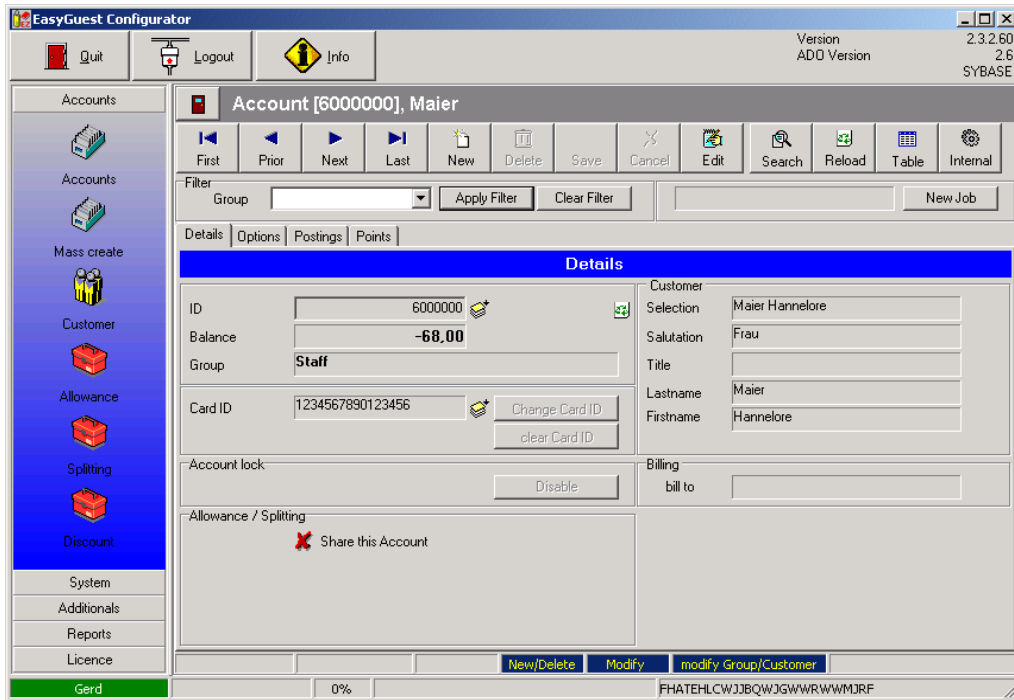 EasyGuest Configurator
Quit
Logout
Info
Version 2.3.2.60
ADO Version 2.6
SYBASE
Accounts
Accounts
Mass create
Customer
Allowance
Splitting
Discount
System
Additionals
Reports
Licence
Gerd
Account [6000000], Maier
First Prior Next Last New Delete Save Cancel Edit Search Reload Table Internal
Filter
Group Apply Filter Clear Filter New Job
Details Options Postings Points
Details
ID 6000000
Balance -68,00
Group Staff
Card ID 1234567890123456 Change Card ID
clear Card ID
Account lock
Disable
Allowance / Splitting
Share this Account
Customer
Selection Maier Hannelore
Salutation Frau
Title
Lastname Maier
Firstname Hannelore
Billing
bill to
New/Delete Modify modify Group/Customer
0% FHATEHLCWJJBQWJGWWRWWMJRF